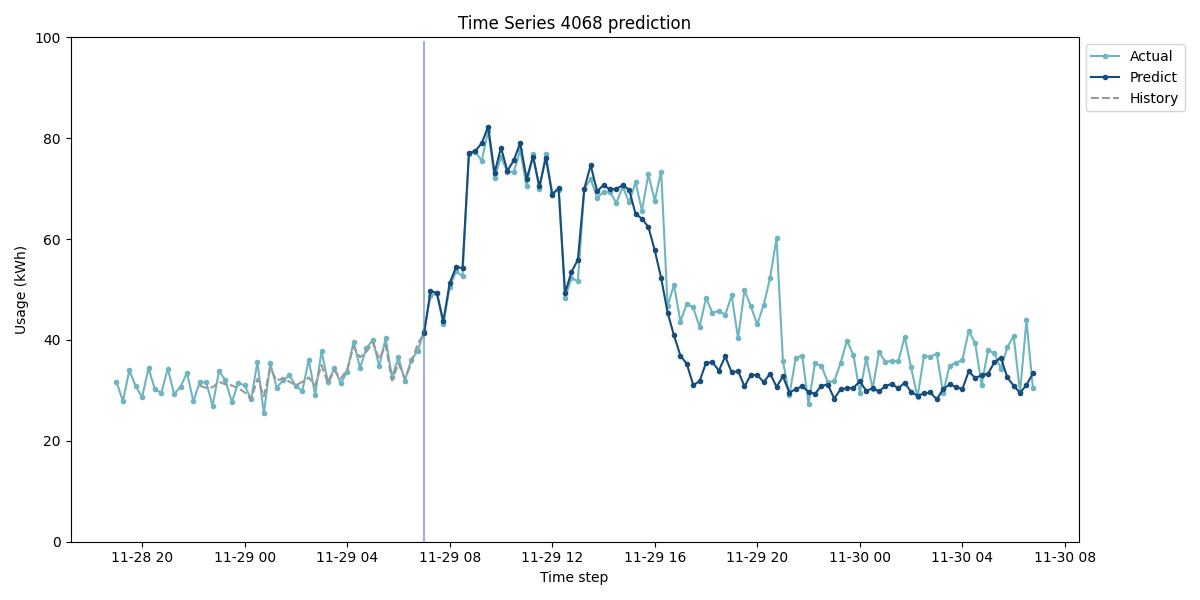 Time Series 4068 prediction
100
80
60
40
20
0
Usage (kWh)
11-28 20
11-29 00
11-29 04
11-29 08
11-29 12
11-29 16
11-29 20
11-30 00
11-30 04
11-30 08
Time step
Actual
Predict
History